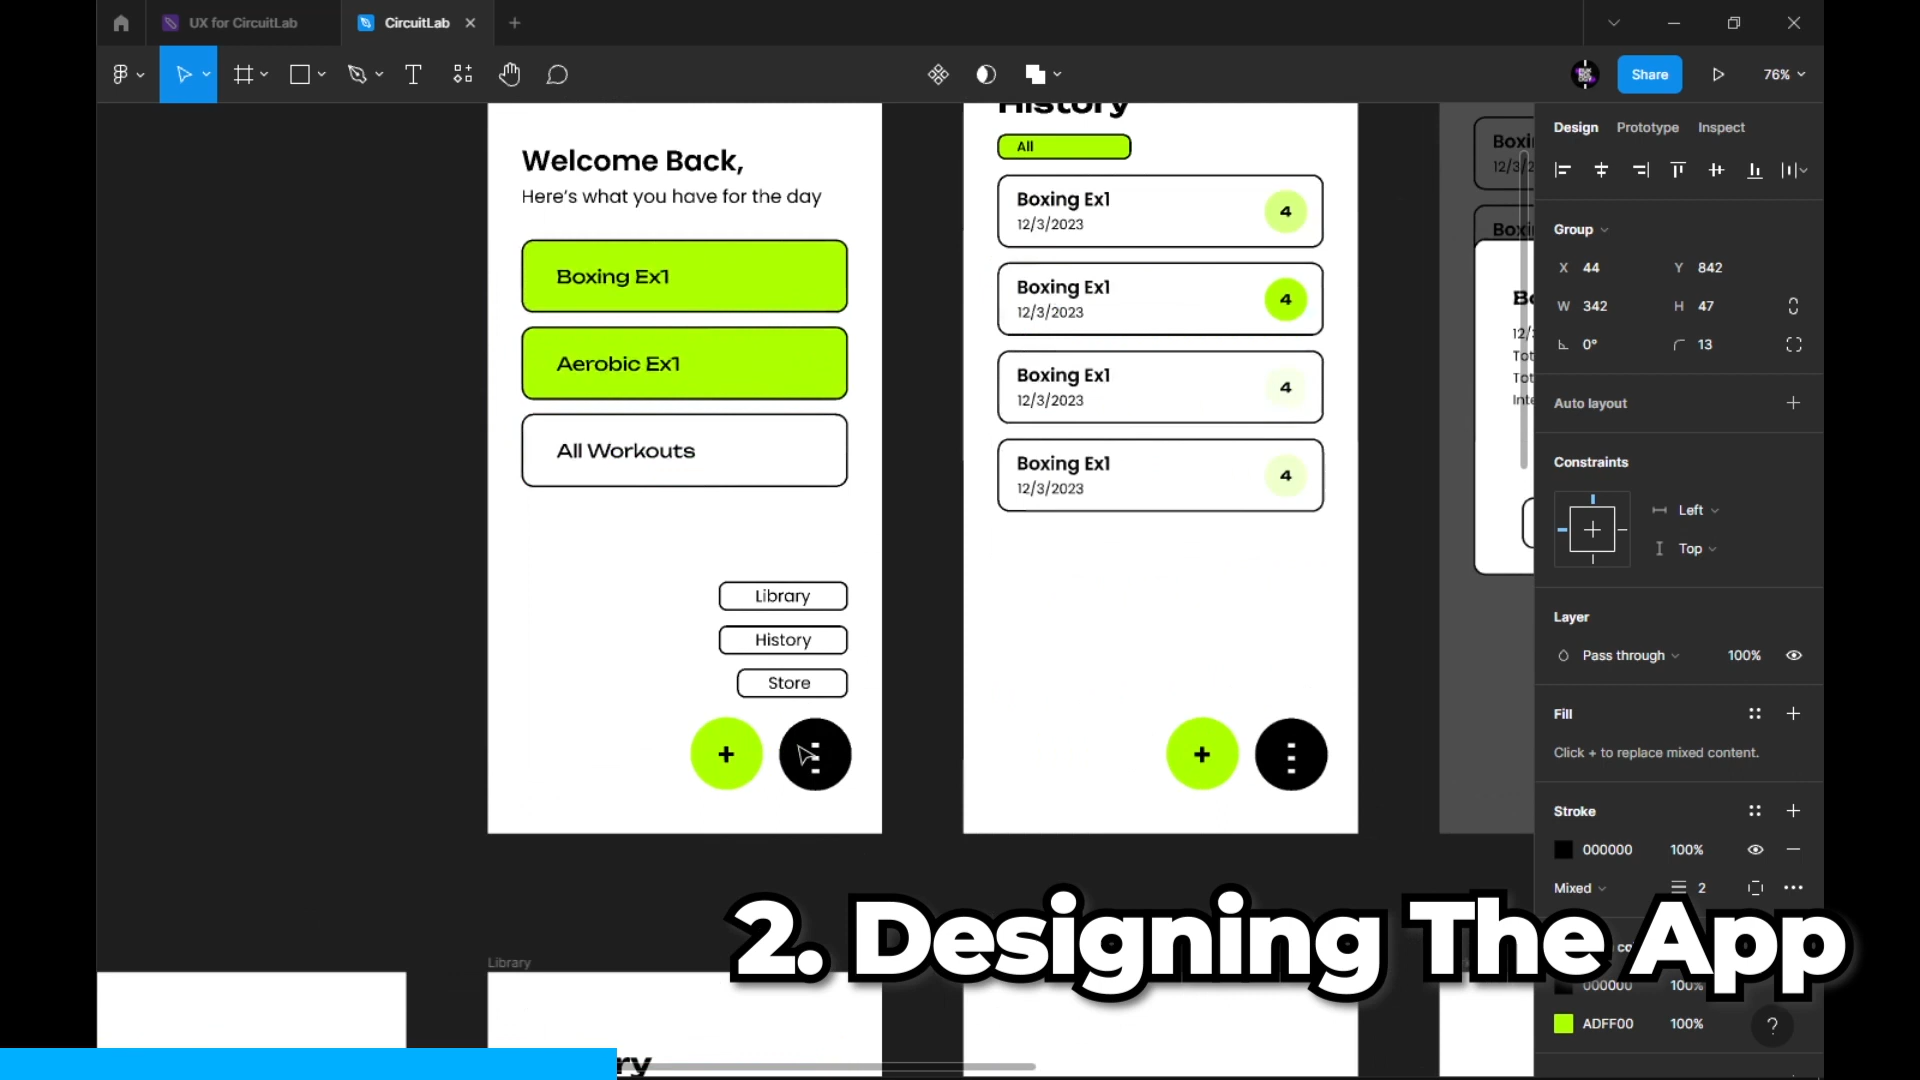 UX for CircuitLab
CircuitLab
Share
76%
Design Prototype Inspect
Group
X 44 Y 842
W 342 H 47
0° 13
Auto layout
Constraints
Left
Top
Layer
Pass through 100%
Fill
Click + to replace mixed content.
Stroke
000000 100%
Mixed 2
000000 100%
ADFF00 100%
?
Welcome Back,
Here's what you have for the day
Boxing Ex1
Aerobic Ex1
All Workouts
Library
History
Store
+
History
All
Boxing Ex1
12/3/2023
4
Boxing Ex1
12/3/2023
4
Boxing Ex1
12/3/2023
4
Boxing Ex1
12/3/2023
4
+
Library
2. Designing The App